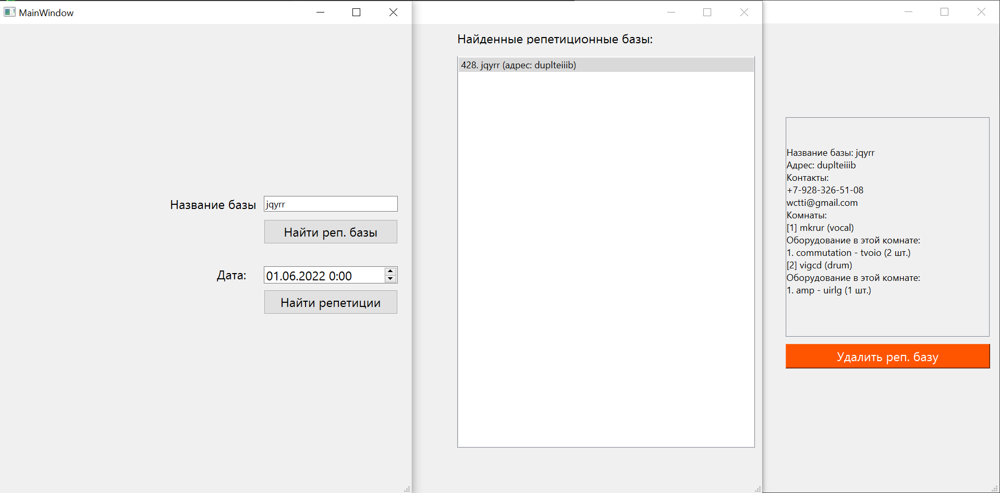 MainWindow
Название базы
jqyrr
Найти реп. базы
Дата:
01.06.2022 0:00
Найти репетиции
Найденные репетиционные базы:
428. jqyrr (адрес: duplteiiib)
Название базы: jqyrr
Адрес: duplteiiib
Контакты:
+7-928-326-51-08
wctti@gmail.com
Комнаты:
[1] mkrur (vocal)
Оборудование в этой комнате:
1. commutation - tvoio (2 шт.)
[2] vigcd (drum)
Оборудование в этой комнате:
1. amp - uirlg (1 шт.)
Удалить реп. базу